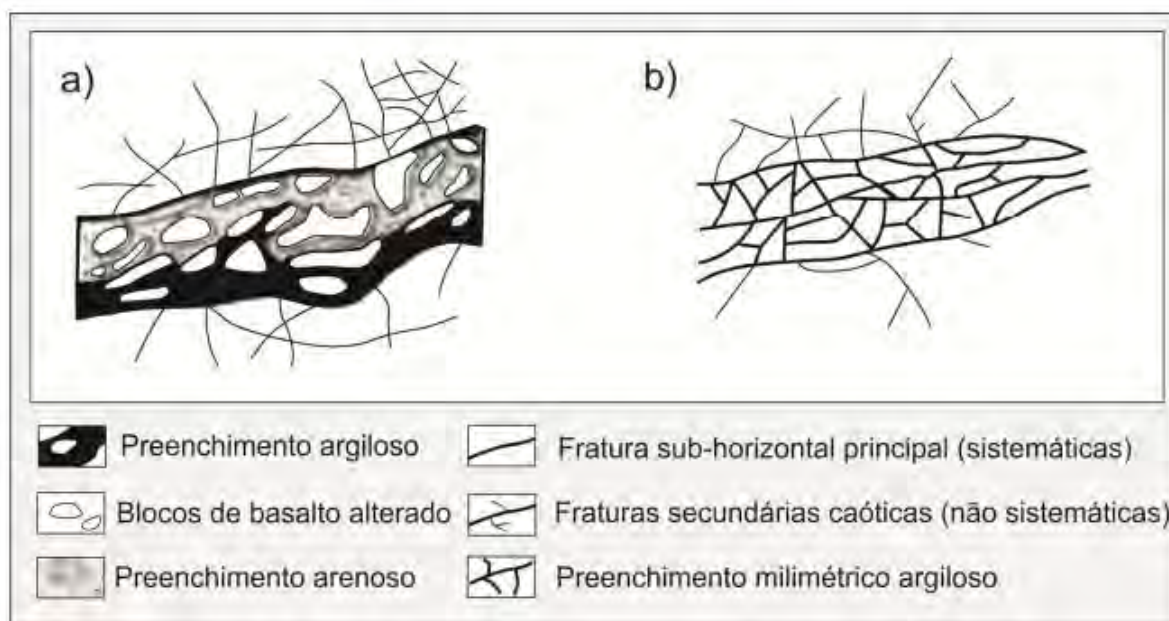 a)
b)
Preenchimento argiloso
Fratura sub-horizontal principal (sistemáticas)
Blocos de basalto alterado
Fraturas secundárias caóticas (não sistemáticas)
Preenchimento arenoso
Preenchimento milimétrico argiloso